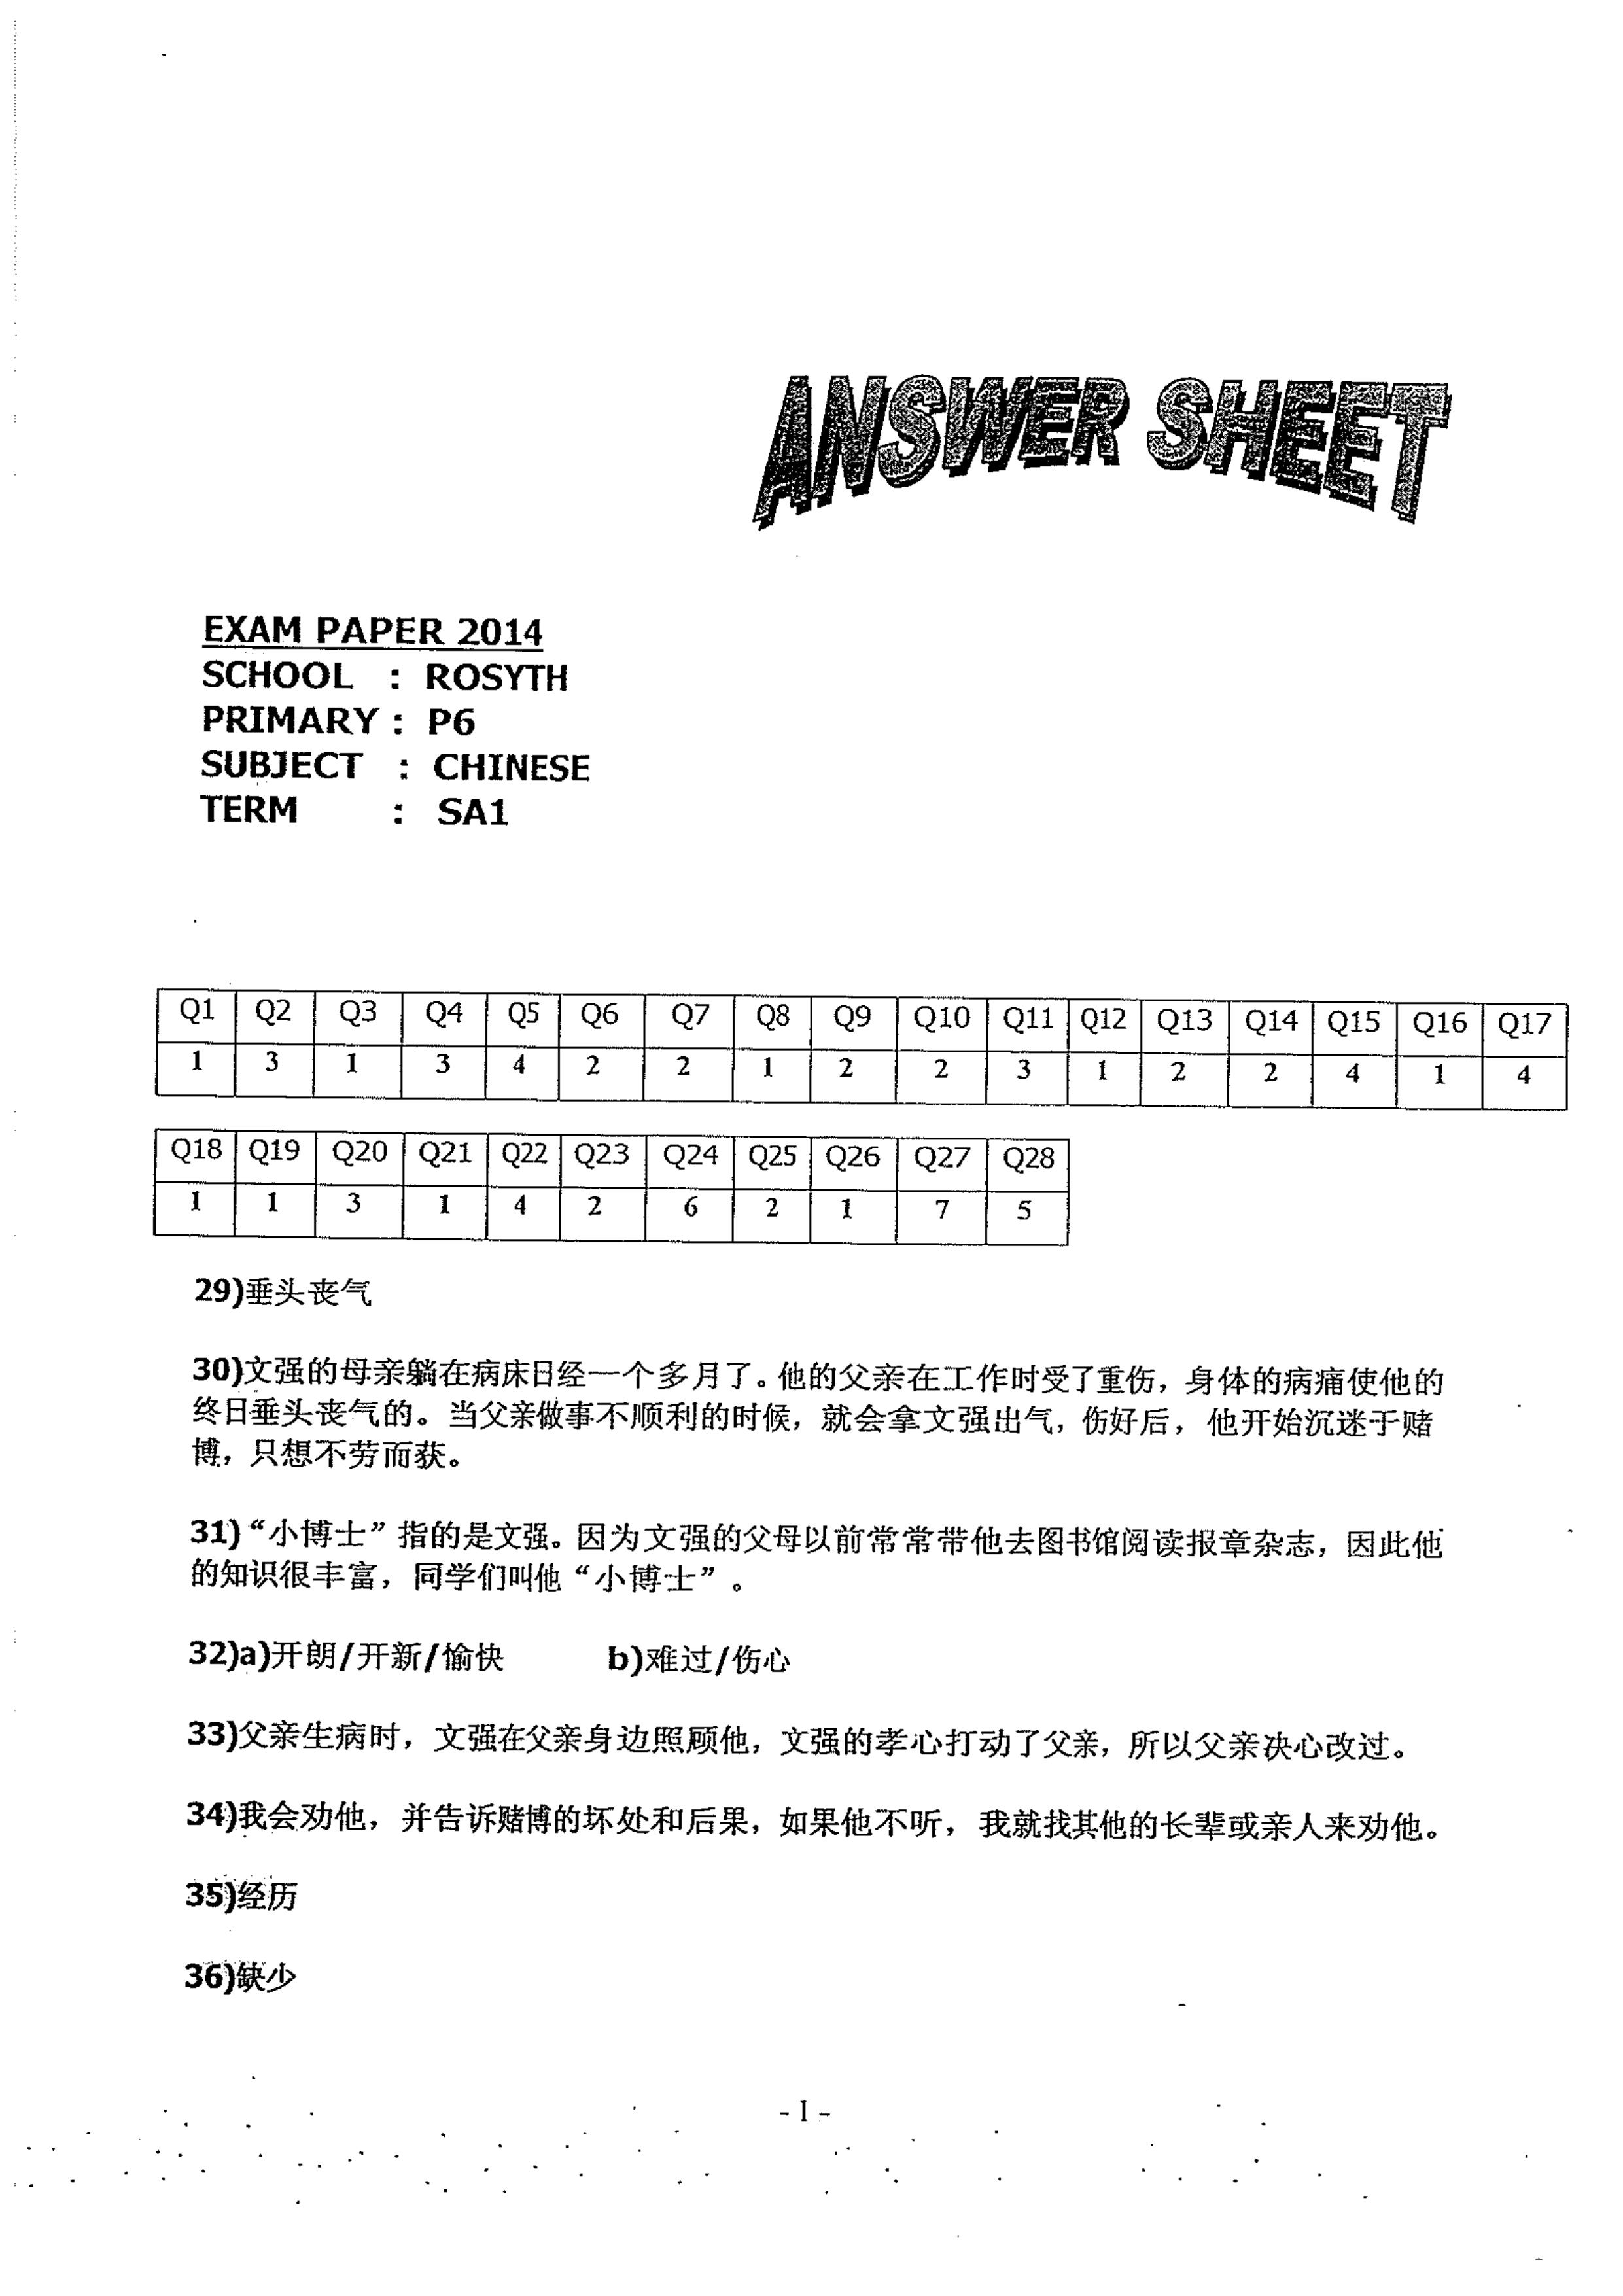 ANSWER SHEET
EXAM PAPER 2014
SCHOOL : ROSYTH
PRIMARY : P6
SUBJECT : CHINESE
TERM : SA1
Q1 Q2 Q3 Q4 Q5 Q6 Q7 Q8 Q9 Q10 Q11 Q12 Q13 Q14 Q15 Q16 Q17
1 3 1 3 4 2 2 1 2 2 3 1 2 2 4 1 4
Q18 Q19 Q20 Q21 Q22 Q23 Q24 Q25 Q26 Q27 Q28
1 1 3 1 4 2 6 2 1 7 5
29)垂头丧气
30)文强的母亲躺在病床日经一个多月了。他的父亲在工作时受了重伤，身体的病痛使他的
终日垂头丧气的。当父亲做事不顺利的时候，就会拿文强出气，伤好后，他开始沉迷于赌
博，只想不劳而获。
31)“小博士”指的是文强。因为文强的父母以前常常带他去图书馆阅读报章杂志，因此他
的知识很丰富，同学们叫他“小博士”。
32)a)开朗/开新/愉快 b)难过/伤心
33)父亲生病时，文强在父亲身边照顾他，文强的孝心打动了父亲，所以父亲决心改过。
34)我会劝他，并告诉赌博的坏处和后果，如果他不听，我就找其他的长辈或亲人来劝他。
35)经历
36)缺少
- 1 -